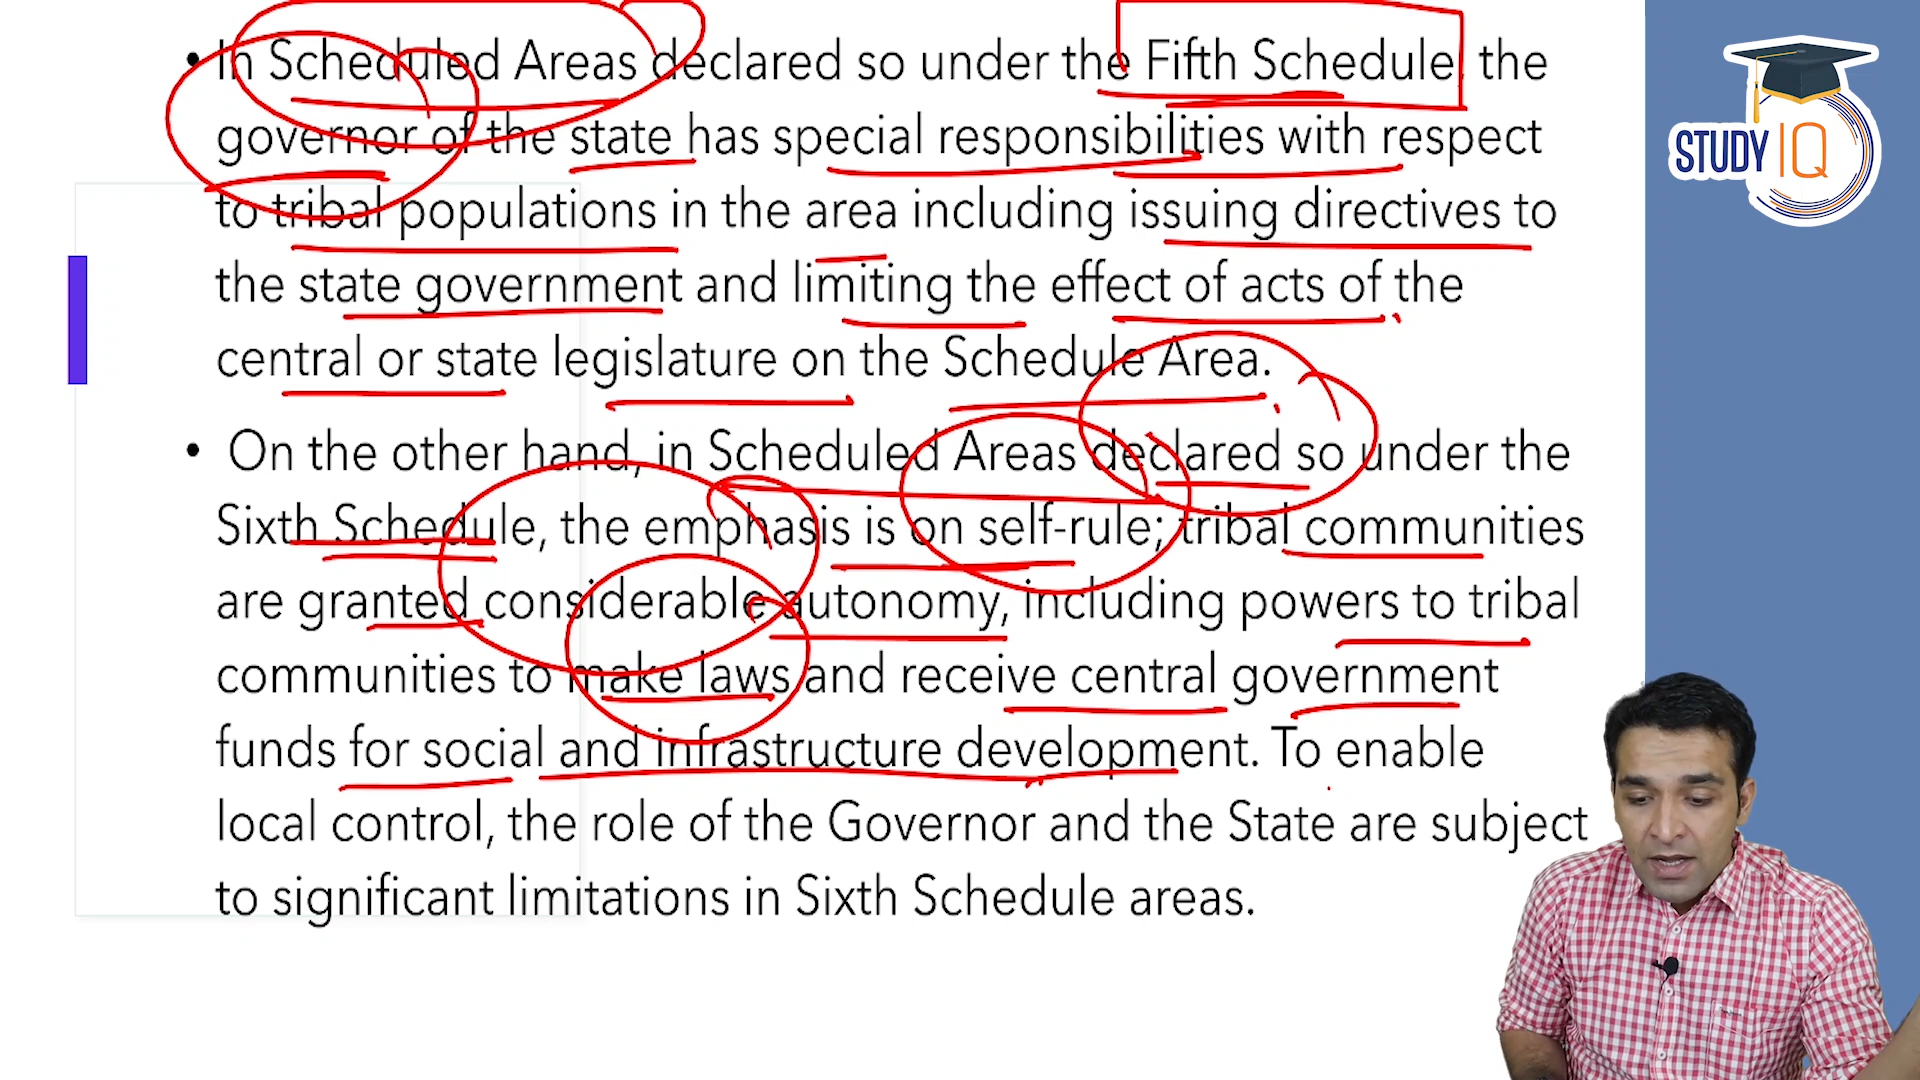 • In Scheduled Areas declared so under the Fifth Schedule, the
governor of the state has special responsibilities with respect
to tribal populations in the area including issuing directives to
the state government and limiting the effect of acts of the
central or state legislature on the Schedule Area.
• On the other hand, in Scheduled Areas declared so under the
Sixth Schedule, the emphasis is on self-rule; tribal communities
are granted considerable autonomy, including powers to tribal
communities to make laws and receive central government
funds for social and infrastructure development. To enable
local control, the role of the Governor and the State are subject
to significant limitations in Sixth Schedule areas.
STUDY IQ